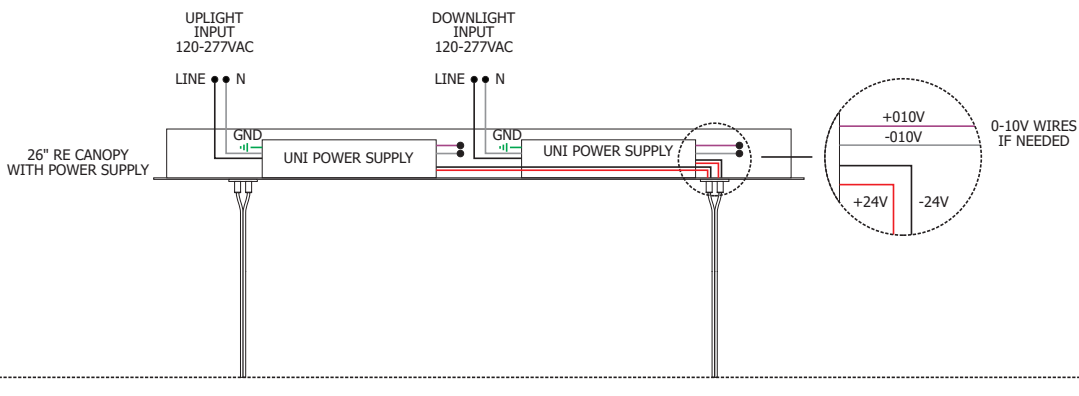 UPLIGHT
INPUT
120-277VAC
LINE N
DOWNLIGHT
INPUT
120-277VAC
LINE N
26" RE CANOPY
WITH POWER SUPPLY
GND
UNI POWER SUPPLY
GND
UNI POWER SUPPLY
+010V
-010V
+24V
-24V
0-10V WIRES
IF NEEDED